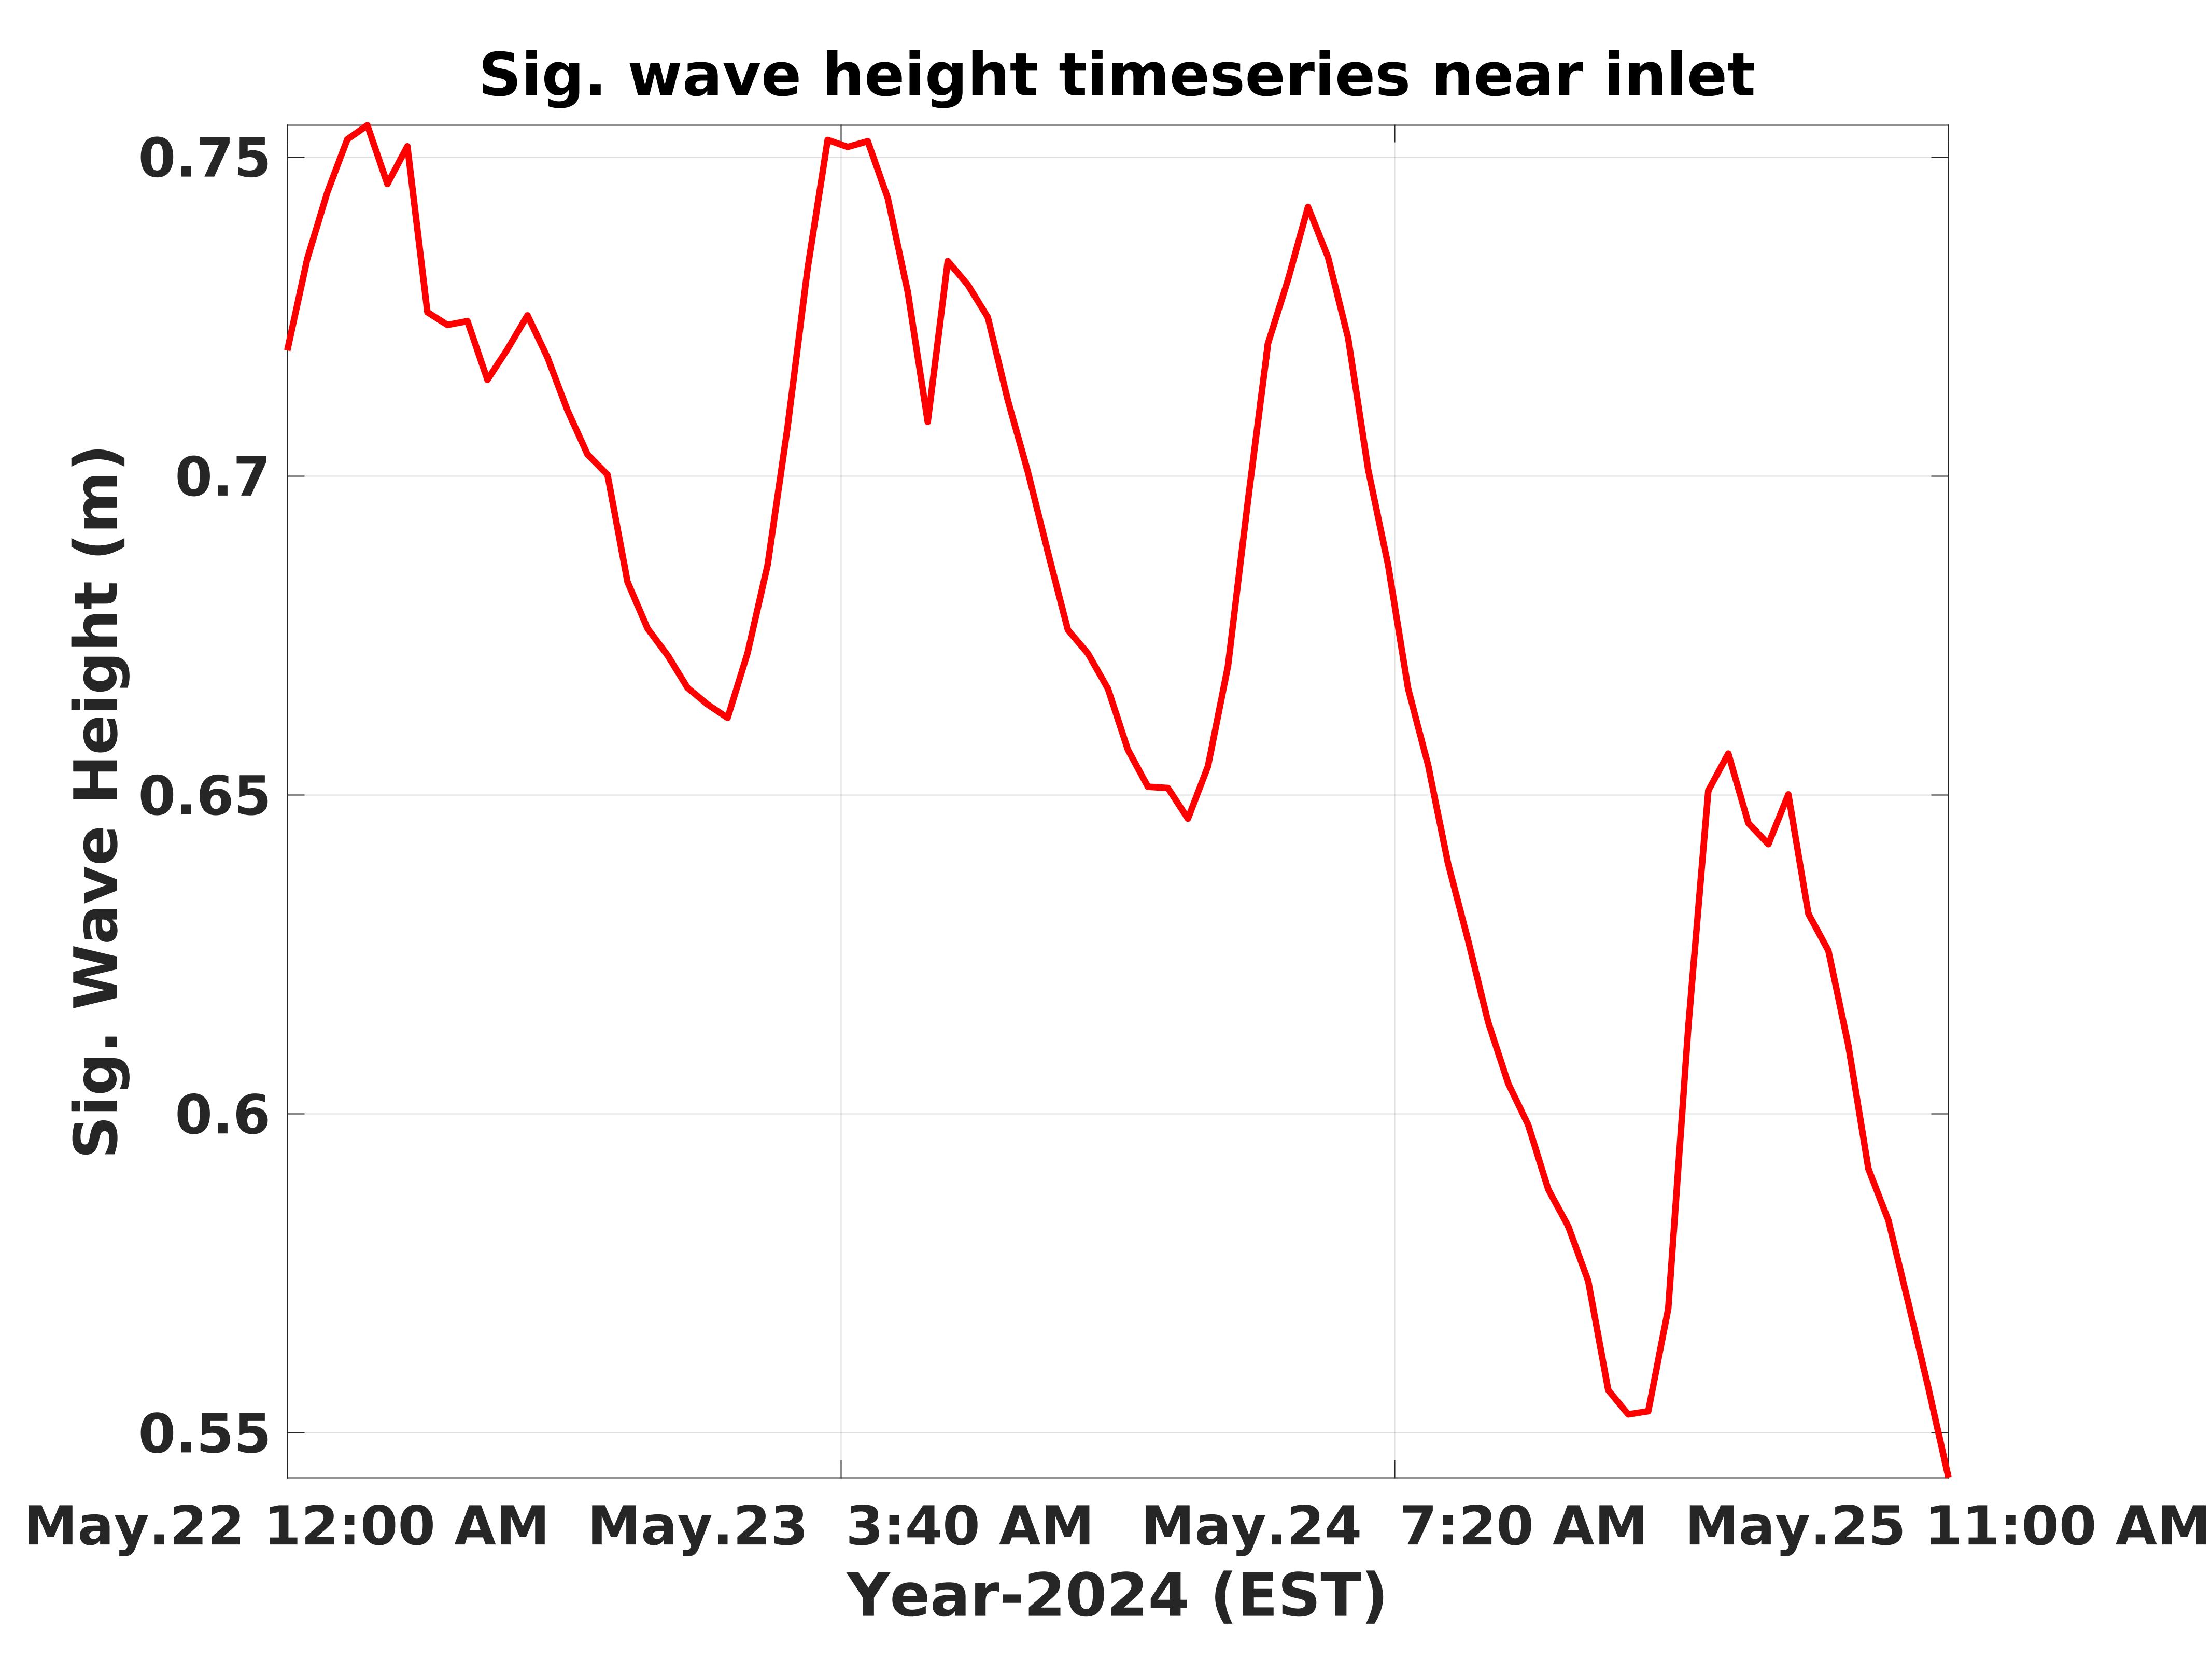 Sig. wave height timeseries near inlet
Sig. Wave Height (m)
0.75
0.7
0.65
0.6
0.55
May.22 12:00 AM May.23 3:40 AM May.24 7:20 AM May.25 11:00 AM
Year-2024 (EST)